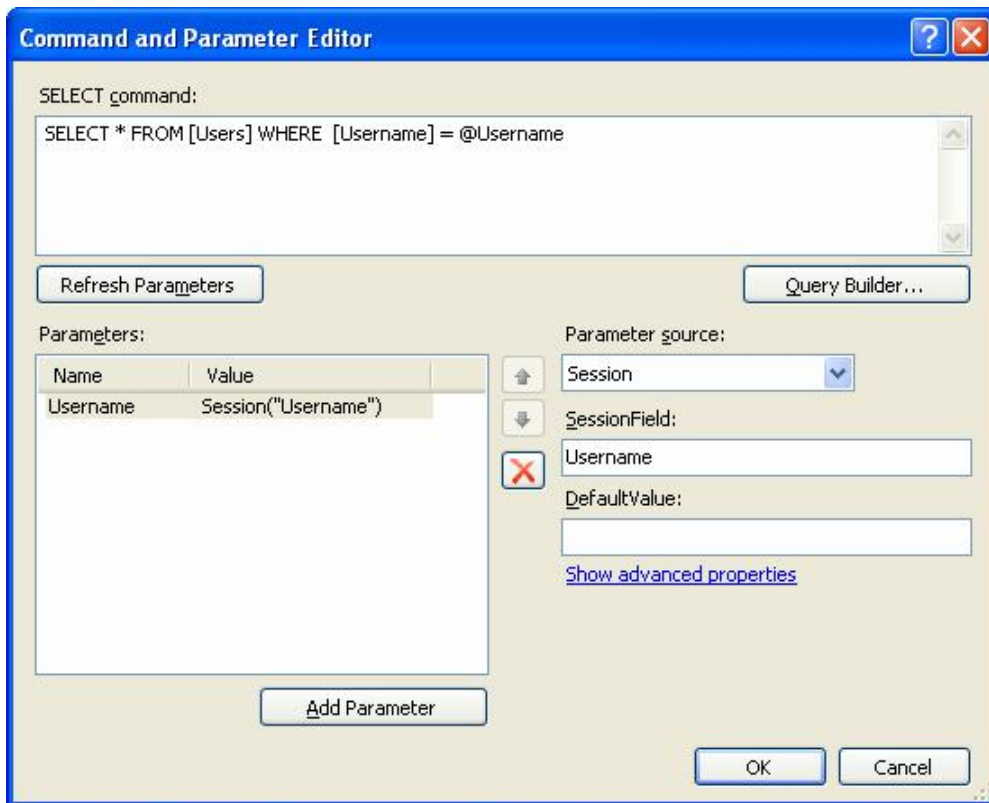 Command and Parameter Editor
SELECT command:
SELECT * FROM [Users] WHERE  [Username] = @Username
Refresh Parameters
Query Builder...
Parameters:
Name Value
Username Session("Username")
Parameter source:
Session
SessionField:
Username
DefaultValue:
Show advanced properties
Add Parameter
OK Cancel